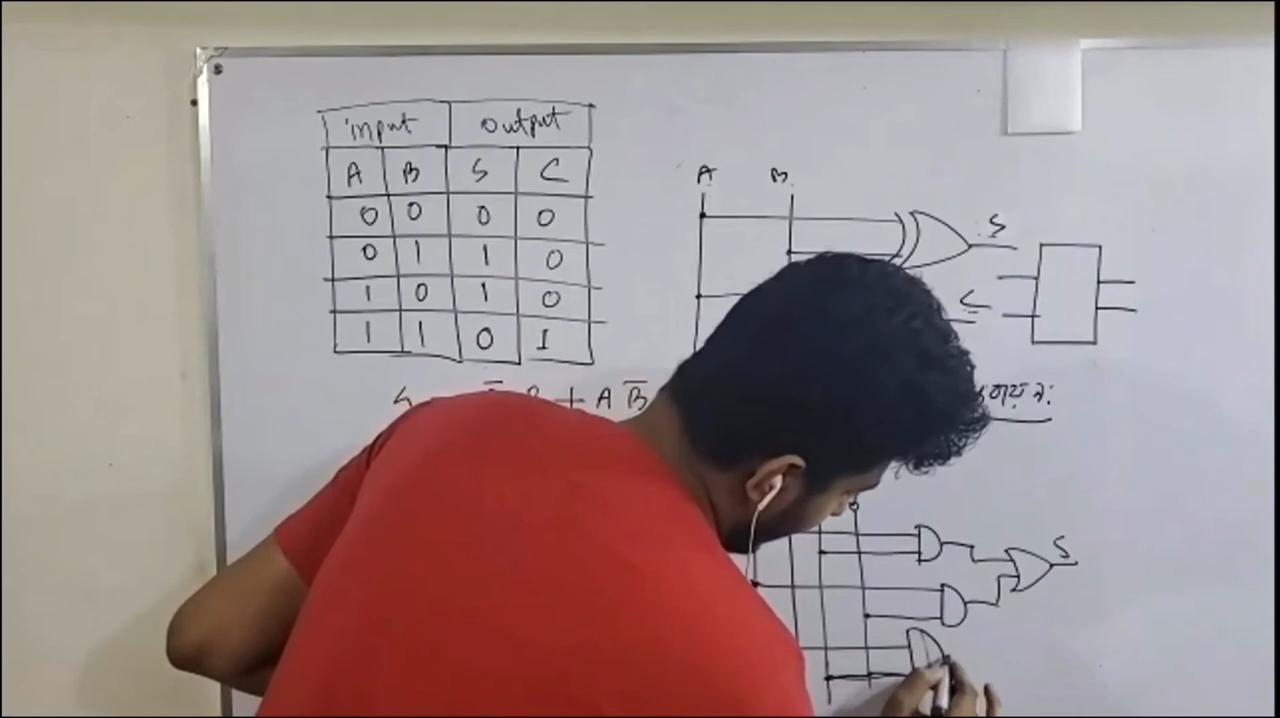 Input Output
A B S C
0 0 0 0
0 1 1 0
1 0 1 0
1 1 0 1
A B
S
C
+ A B̅
S